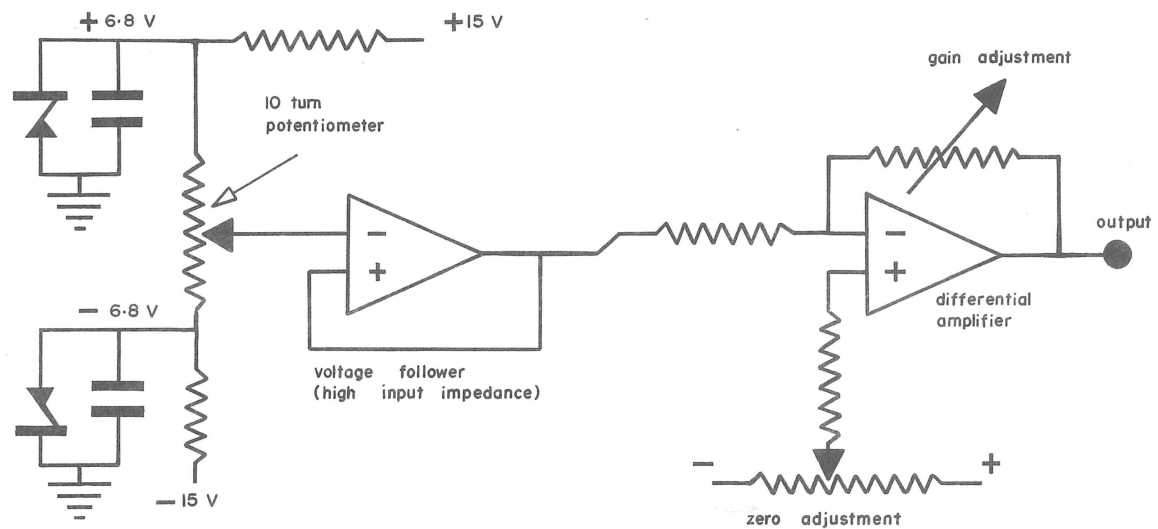 + 6·8 V
+15 V
gain adjustment
10 turn
potentiometer
output
−
+
−
+
differential
amplifier
− 6·8 V
voltage follower
(high input impedance)
−
+
−15 V
zero adjustment